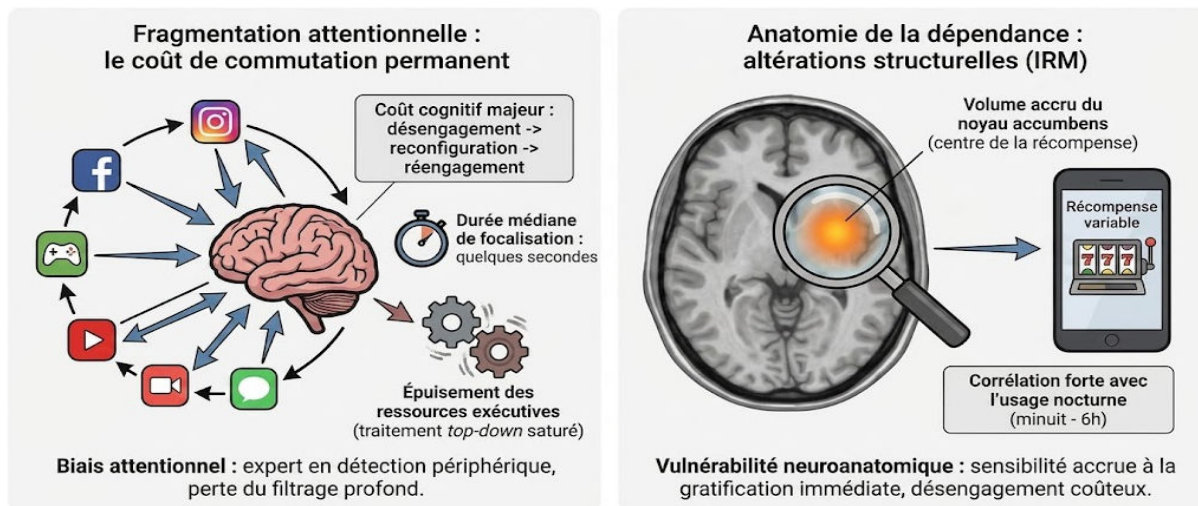 Fragmentation attentionnelle :
le coût de commutation permanent
Coût cognitif majeur :
désengagement ->
reconfiguration ->
réengagement
Durée médiane
de focalisation :
quelques secondes
Épuisement des
ressources exécutives
(traitement top-down saturé)
Biais attentionnel : expert en détection périphérique,
perte du filtrage profond.
Anatomie de la dépendance :
altérations structurelles (IRM)
Volume accru du
noyau accumbens
(centre de la récompense)
Récompense
variable
7 7 7
Corrélation forte avec
l'usage nocturne
(minuit - 6h)
Vulnérabilité neuroanatomique : sensibilité accrue à la
gratification immédiate, désengagement coûteux.